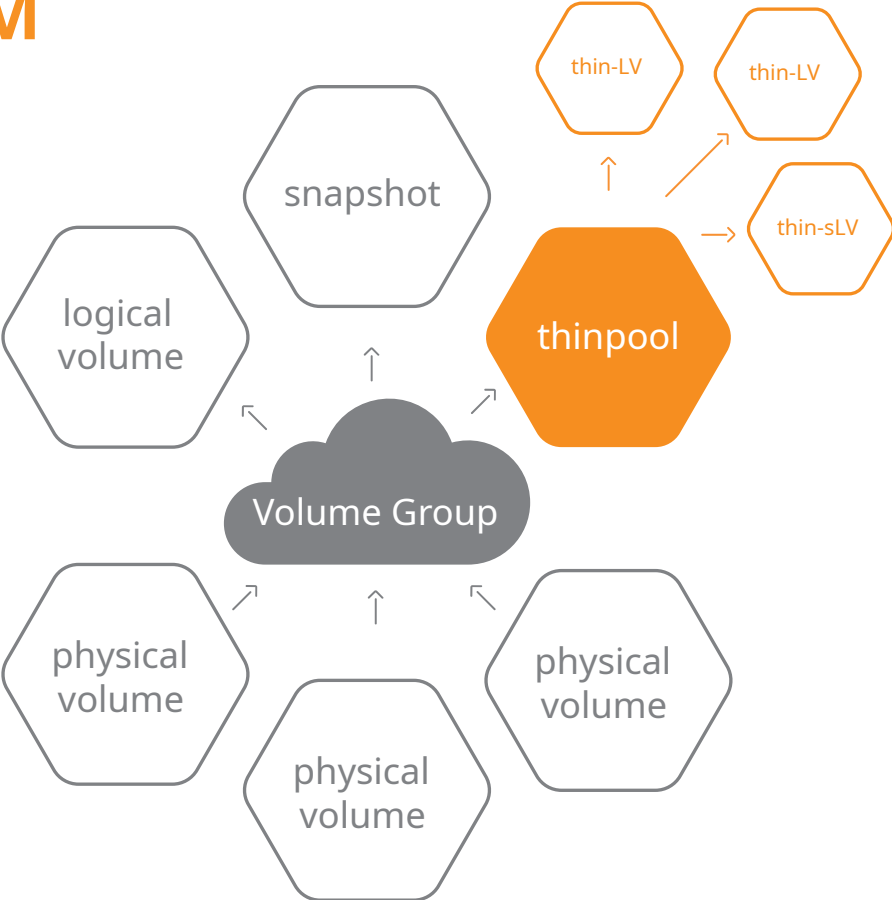 M
thin-LV
thin-LV
snapshot
thin-sLV
logical
volume
thinpool
Volume Group
physical
volume
physical
volume
physical
volume